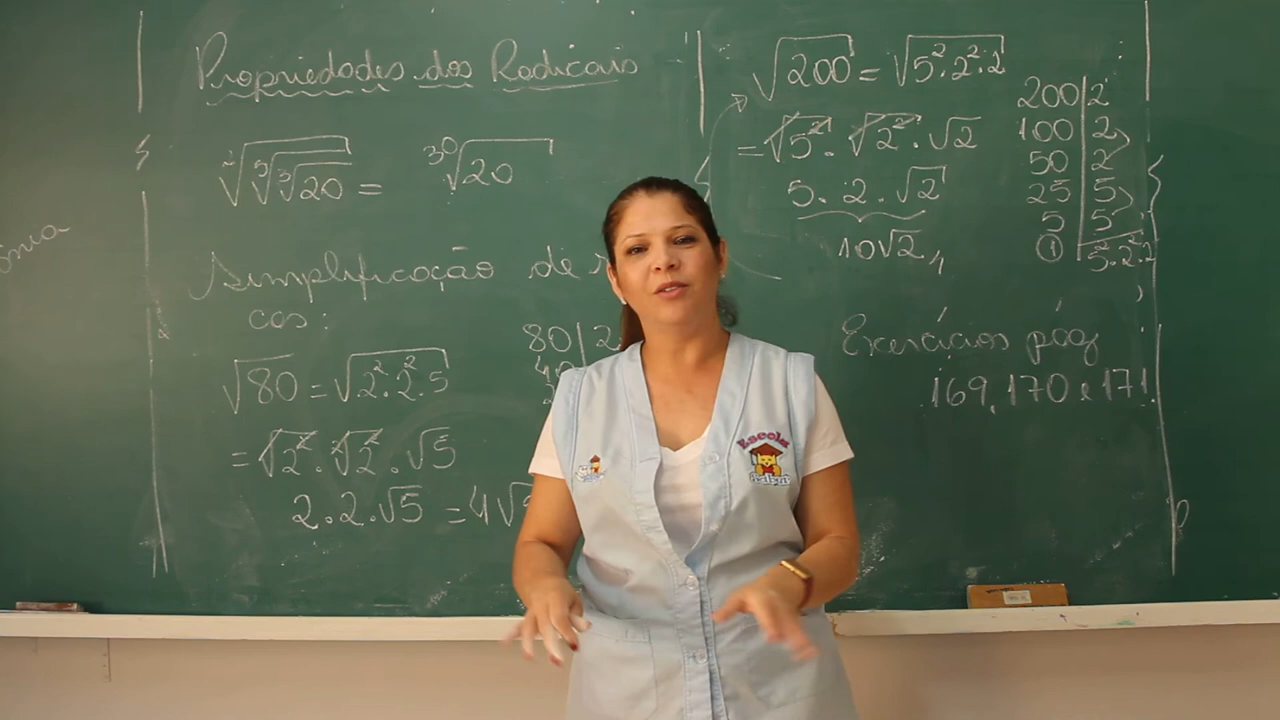 Propriedades dos Radicais
²√⁵√³√20 = ³⁰√20
Simplificação de
cos:
√80 = √2².2².5
= √2² . √2² . √5
2 . 2 . √5 = 4√
80 | 2
√200 = √5².2².2
= √5² . √2² . √2
5 . 2 . √2
10√2
200 | 2
100 | 2
50 | 2
25 | 5
5 | 5
1 | 5².2².2
Exercícios pag
169, 170 e 171
Escola